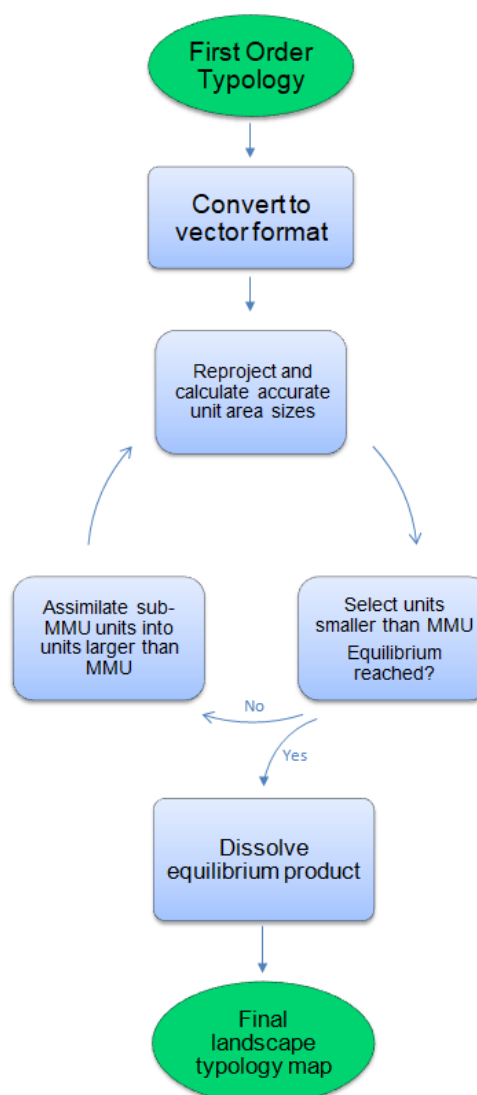 First Order
Typology
Convert to
vector format
Reproject and
calculate accurate
unit area sizes
Assimilate sub-
MMU units into
units larger than
MMU
Select units
smaller than MMU
Equilibrium
reached?
No
Yes
Dissolve
equilibrium product
Final
landscape
typology map